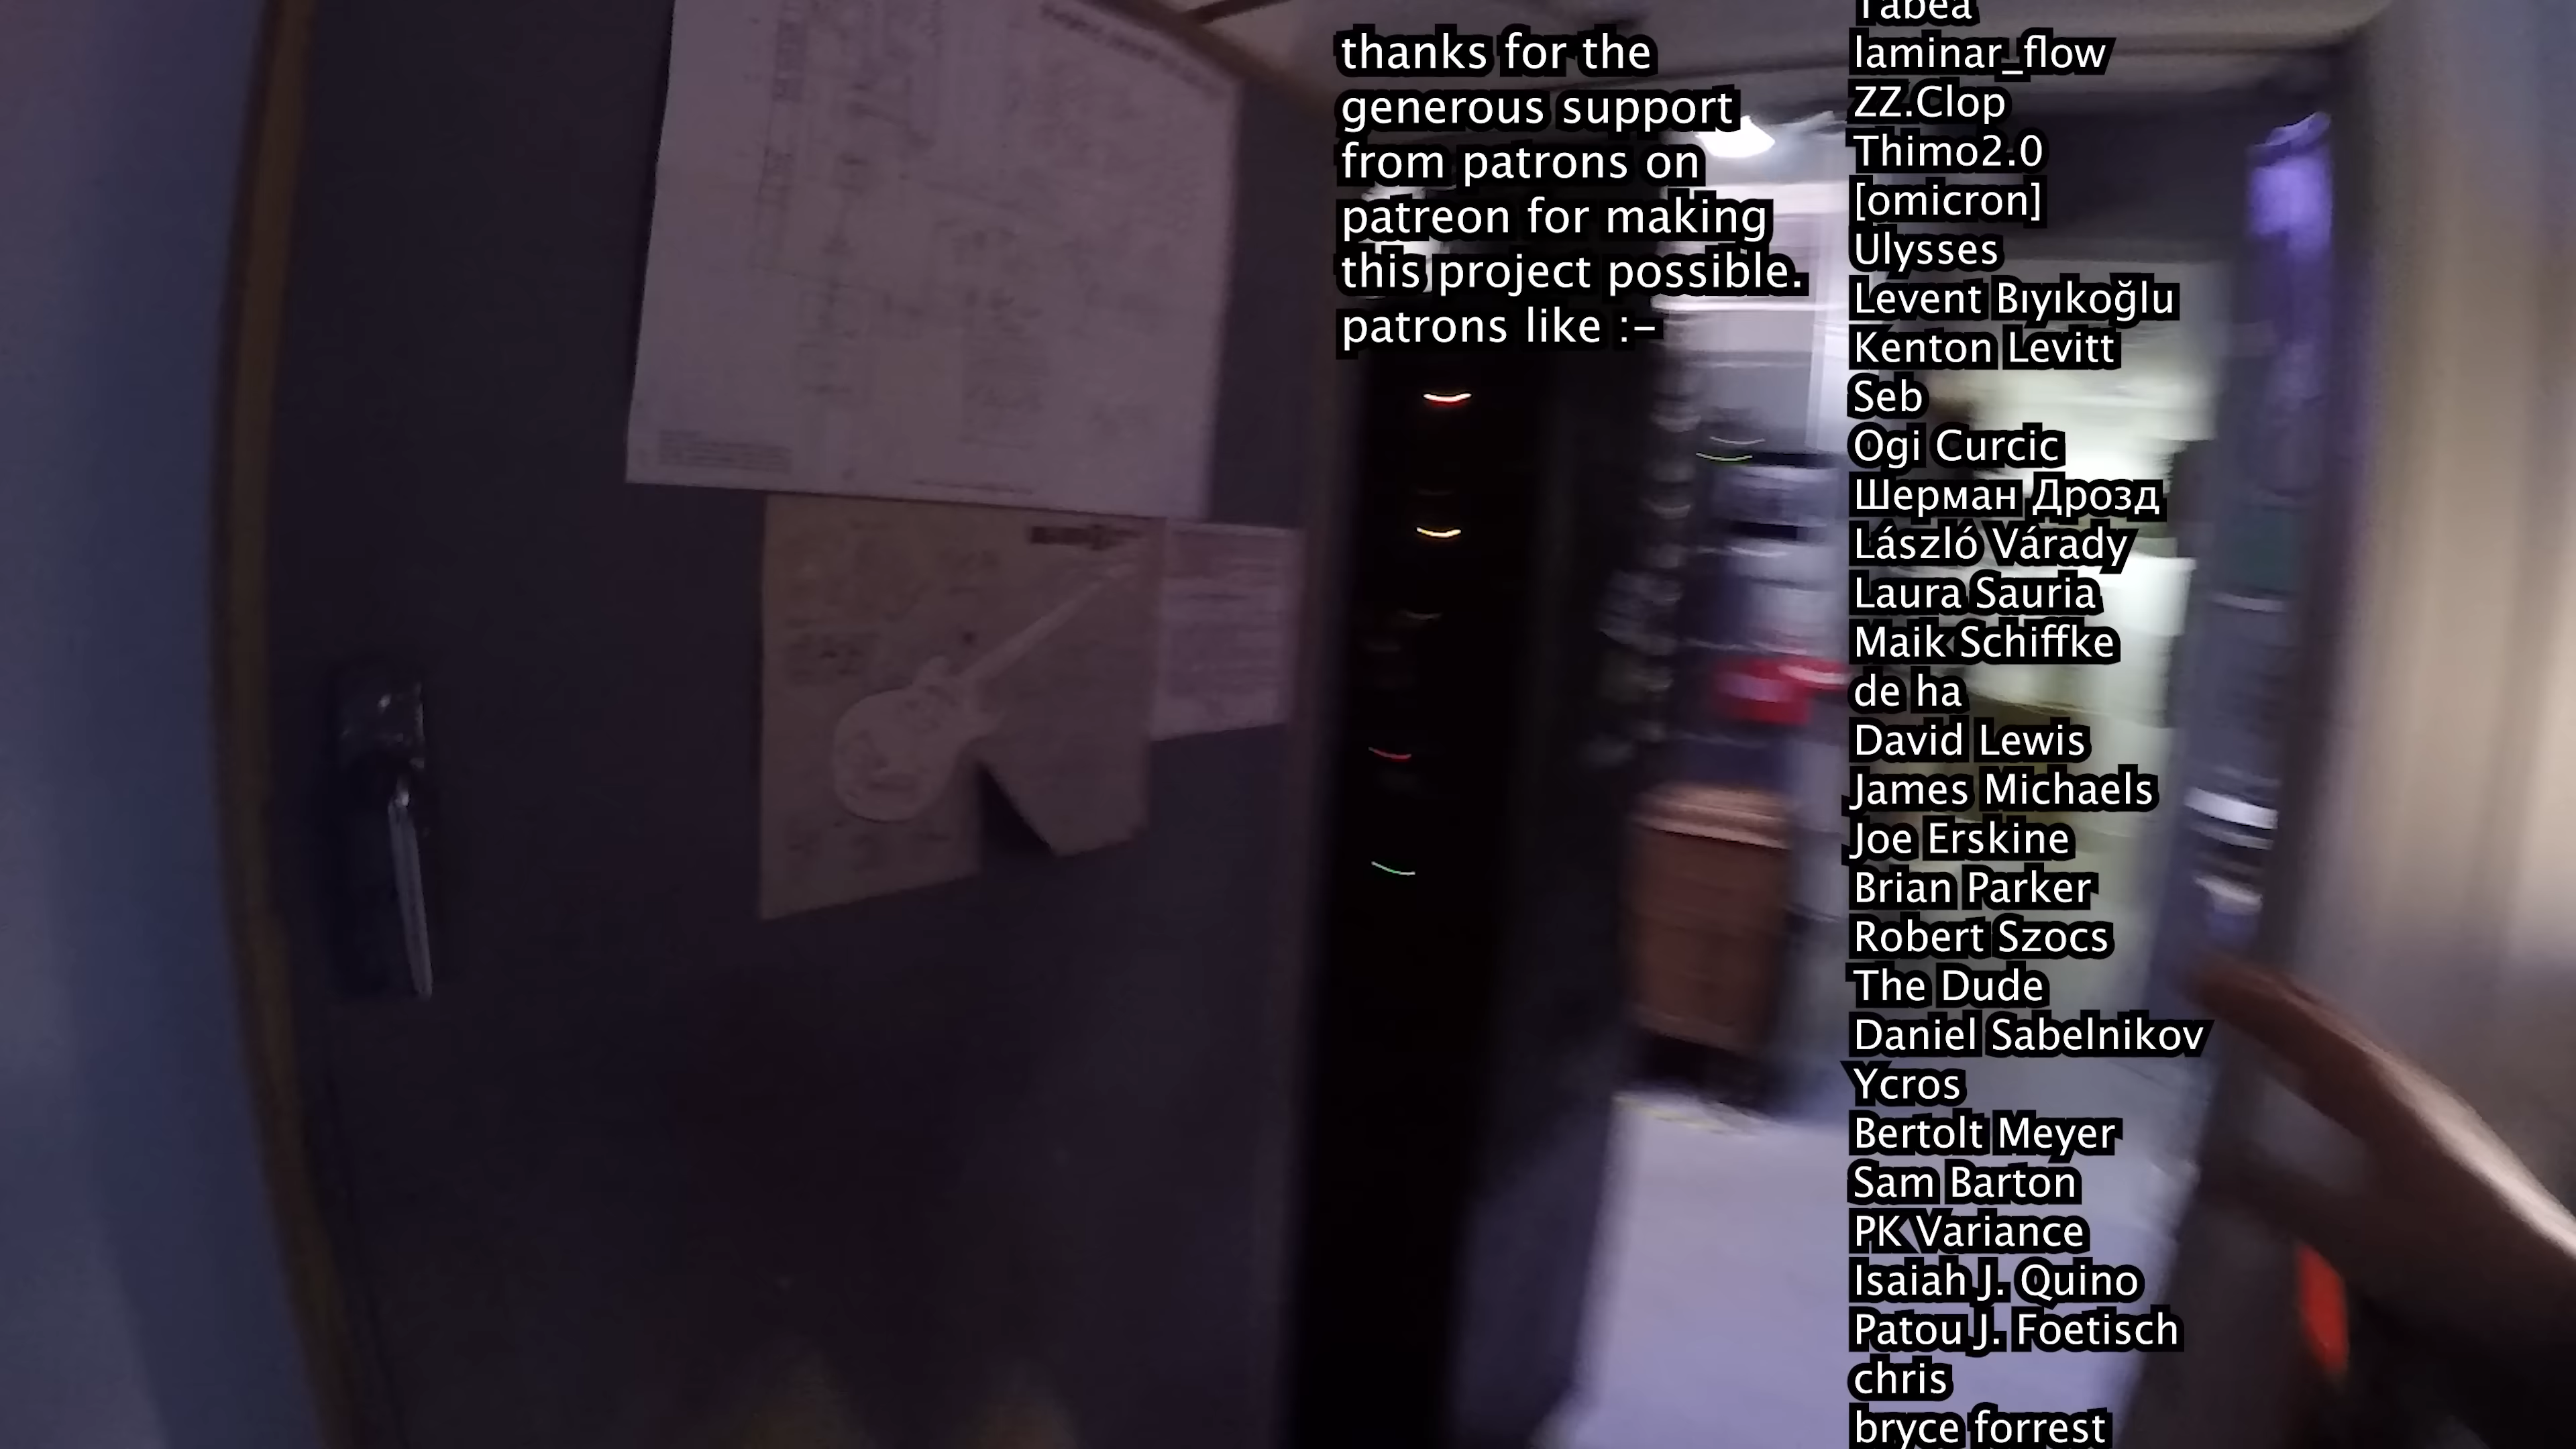 thanks for the
generous support
from patrons on
patreon for making
this project possible.
patrons like :-
Tabea
laminar_flow
ZZ.Clop
Thimo2.0
[omicron]
Ulysses
Levent Bıyıkoğlu
Kenton Levitt
Seb
Ogi Curcic
Шерман Дрозд
László Várady
Laura Sauria
Maik Schiffke
de ha
David Lewis
James Michaels
Joe Erskine
Brian Parker
Robert Szocs
The Dude
Daniel Sabelnikov
Ycros
Bertolt Meyer
Sam Barton
PK Variance
Isaiah J. Quino
Patou J. Foetisch
chris
bryce forrest